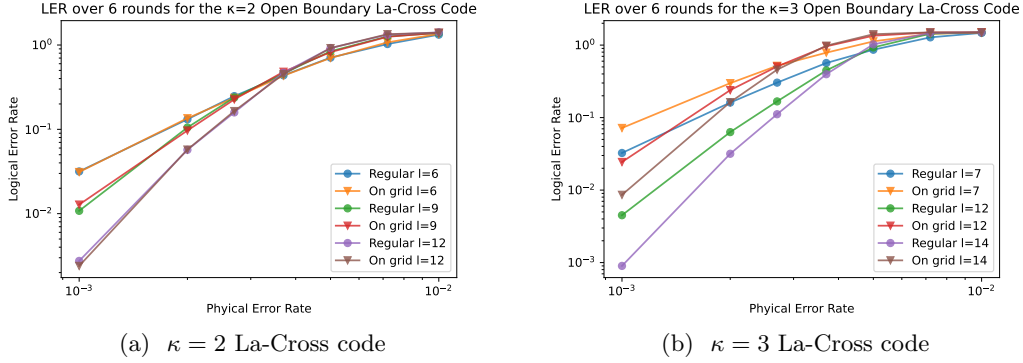 LER over 6 rounds for the κ=2 Open Boundary La-Cross Code
10⁰
10⁻¹
10⁻²
Logical Error Rate
Regular l=6
On grid l=6
Regular l=9
On grid l=9
Regular l=12
On grid l=12
10⁻³
10⁻²
Phyical Error Rate
(a) κ = 2 La-Cross code
LER over 6 rounds for the κ=3 Open Boundary La-Cross Code
10⁰
10⁻¹
10⁻²
10⁻³
Logical Error Rate
Regular l=7
On grid l=7
Regular l=12
On grid l=12
Regular l=14
On grid l=14
10⁻³
10⁻²
Phyical Error Rate
(b) κ = 3 La-Cross code